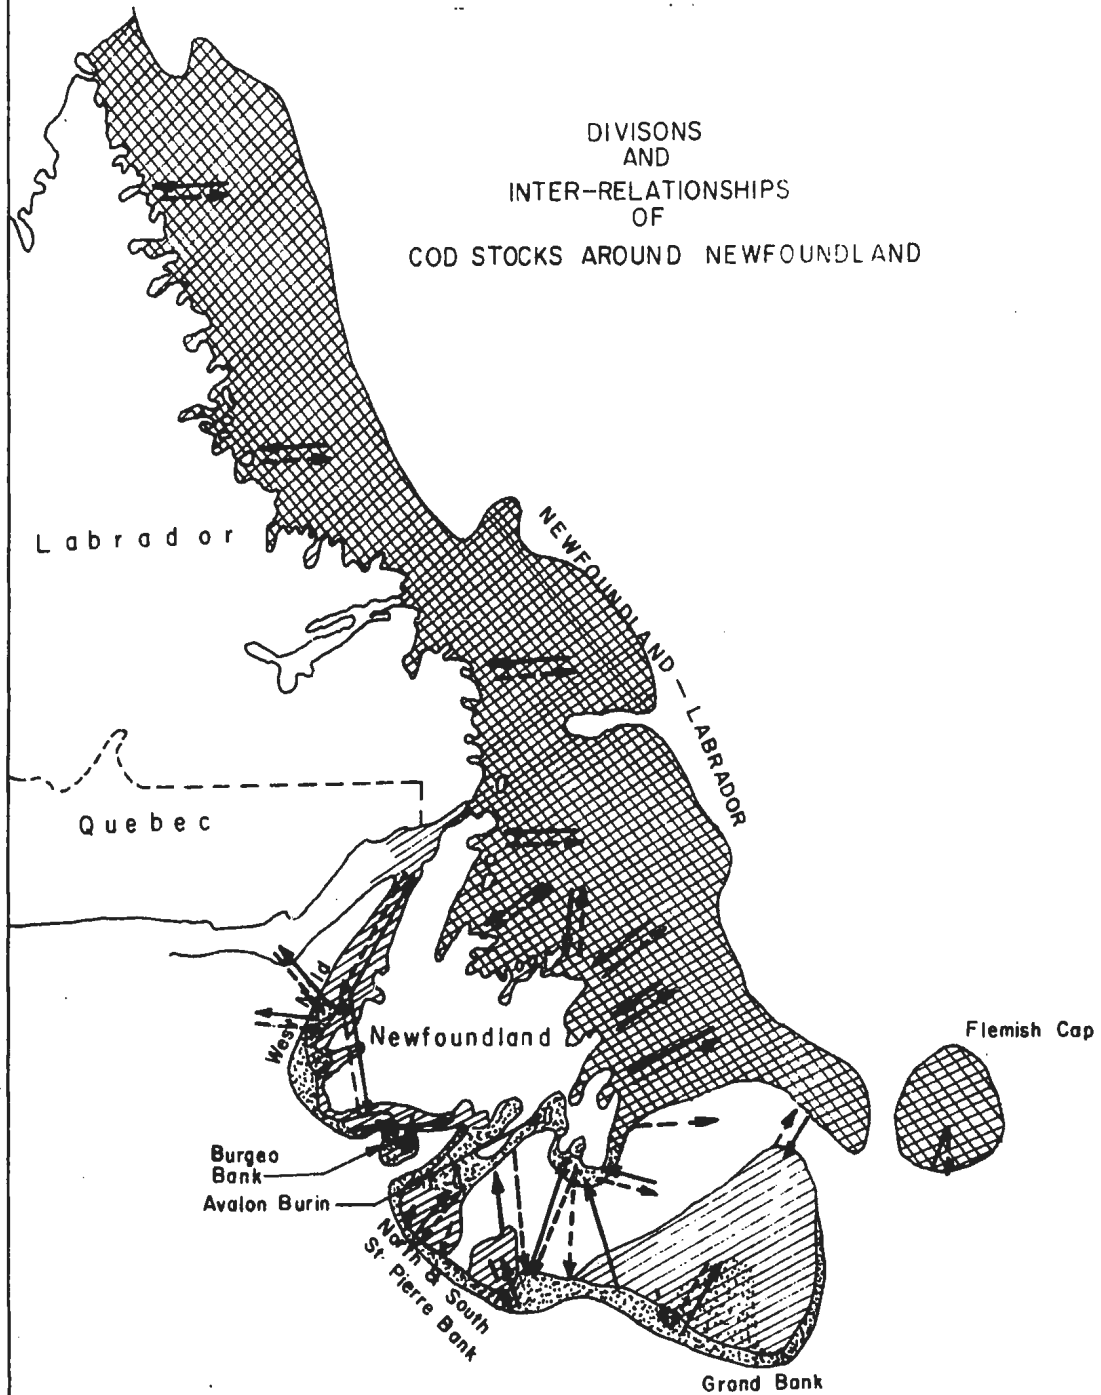 DIVISONS
AND
INTER-RELATIONSHIPS
OF
COD STOCKS AROUND NEWFOUNDLAND
Labrador
NEWFOUNDLAND — LABRADOR
Quebec
West
Newfoundland
Flemish Cap
Burgeo
Bank
Avalon Burin
North & South
St. Pierre Bank
Grand Bank